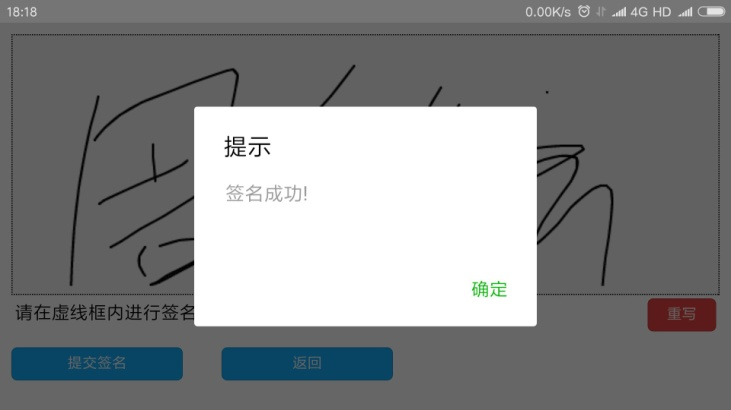 18:18 0.00K/s 4G HD
提示
签名成功!
确定
请在虚线框内进行签名
重写
提交签名 返回